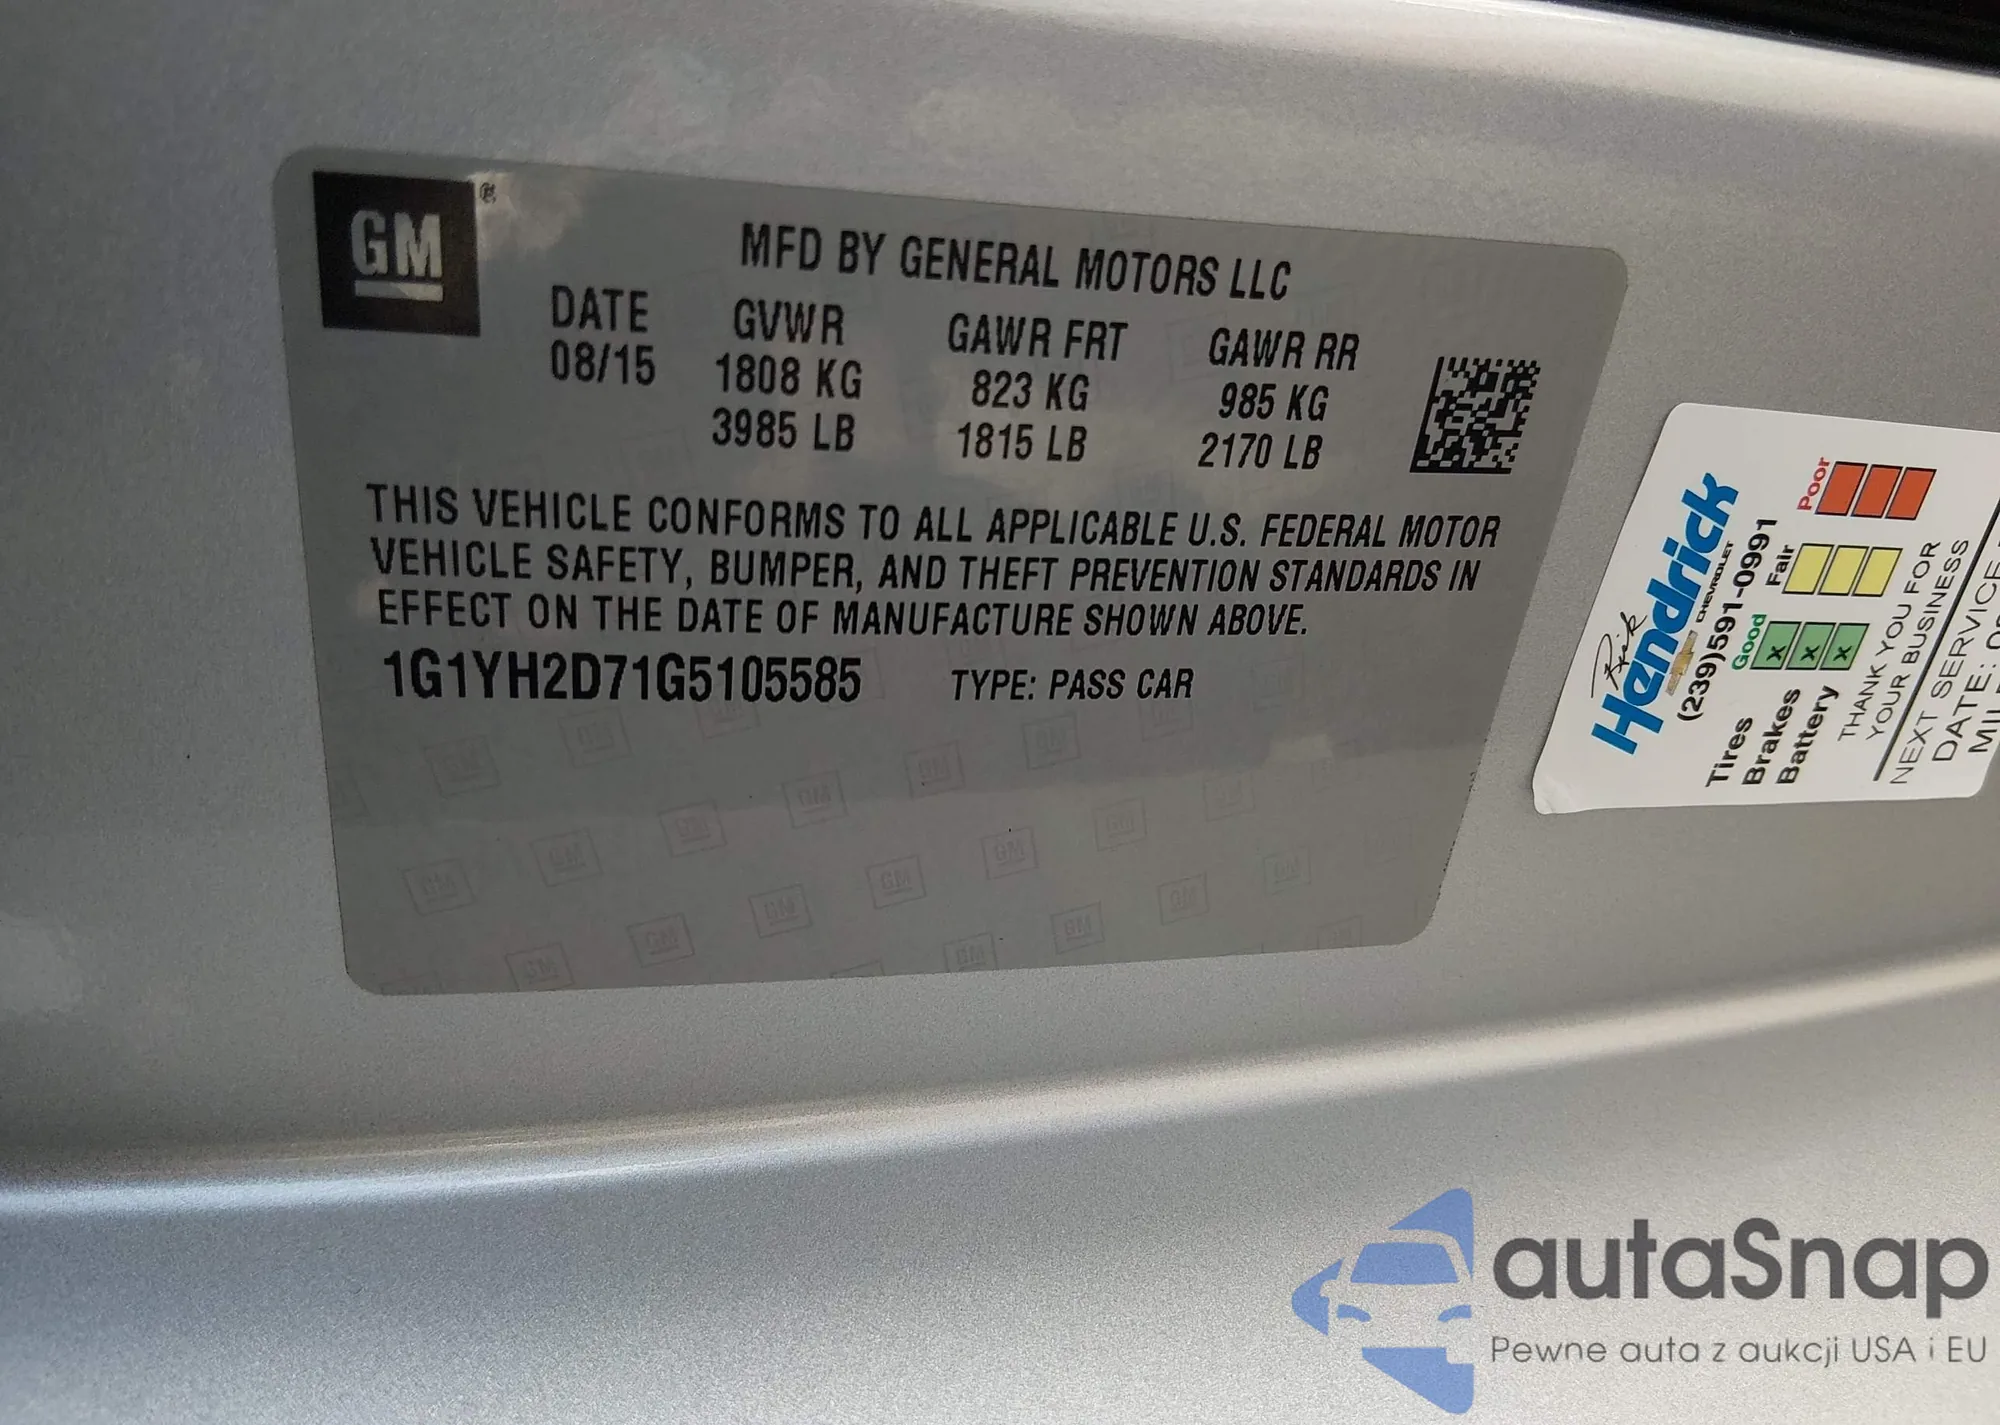 GM
®
MFD BY GENERAL MOTORS LLC
DATE GVWR GAWR FRT GAWR RR
08/15 1808 KG 823 KG 985 KG
3985 LB 1815 LB 2170 LB
THIS VEHICLE CONFORMS TO ALL APPLICABLE U.S. FEDERAL MOTOR
VEHICLE SAFETY, BUMPER, AND THEFT PREVENTION STANDARDS IN
EFFECT ON THE DATE OF MANUFACTURE SHOWN ABOVE.
1G1YH2D71G5105585 TYPE: PASS CAR
Rick
Hendrick
CHEVROLET
(239)591-0991
Good Fair Poor
Tires X
Brakes X
Battery X
THANK YOU FOR
YOUR BUSINESS
NEXT SERVICE
DATE:
autaSnap
Pewne auta z aukcji USA i EU